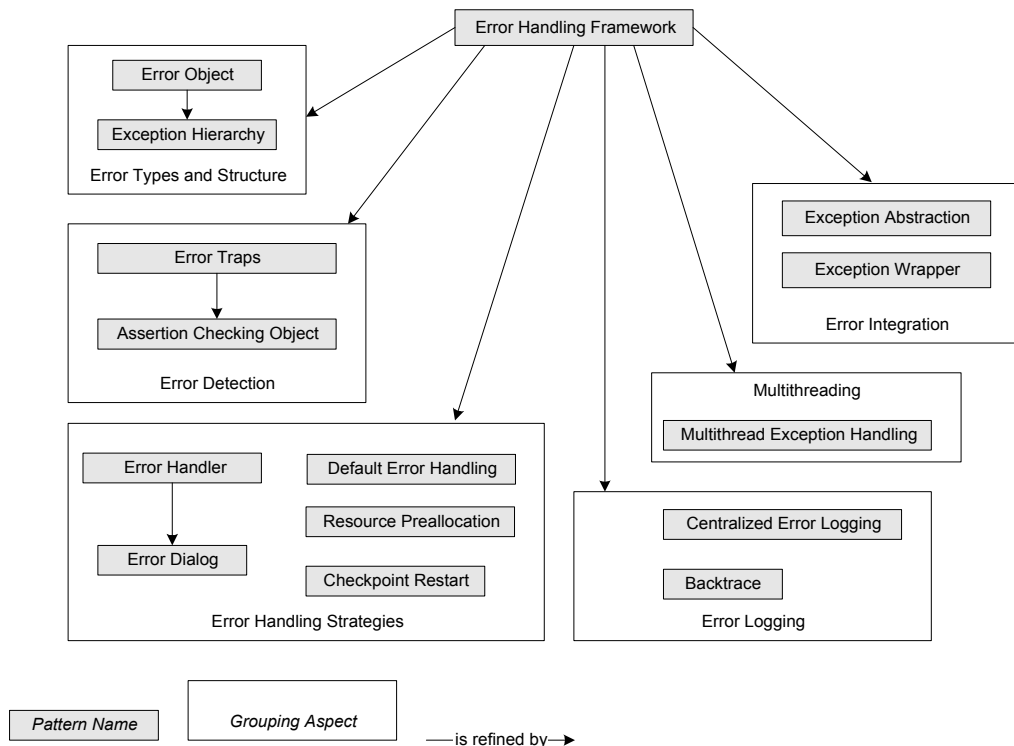 Error Handling Framework
Error Object
Exception Hierarchy
Error Types and Structure
Error Traps
Assertion Checking Object
Error Detection
Error Handler
Error Dialog
Default Error Handling
Resource Preallocation
Checkpoint Restart
Error Handling Strategies
Exception Abstraction
Exception Wrapper
Error Integration
Multithreading
Multithread Exception Handling
Centralized Error Logging
Backtrace
Error Logging
Pattern Name
Grouping Aspect
is refined by